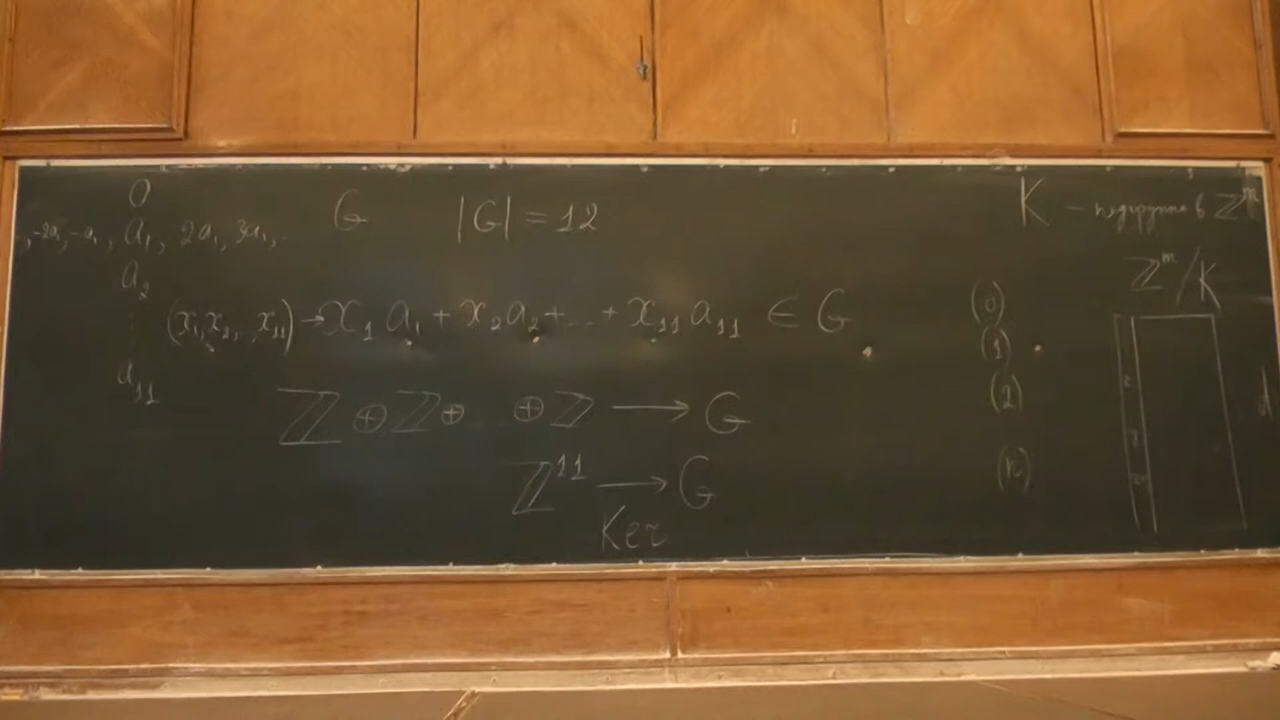 0
-2a₁, -a₁, a₁, 2a₁, 3a₁, ..
a₂
⋮
a₁₁
G |G| = 12
(x₁, x₂, .., x₁₁) → x₁a₁ + x₂a₂ + ... + x₁₁a₁₁ ∈ G
ℤ ⊕ ℤ ⊕ ⊕ ℤ → G
ℤ¹¹ → G
Ker
(0)
(1)
(2)
(n)
K – подгруппа в ℤᵐ
ℤᵐ/K